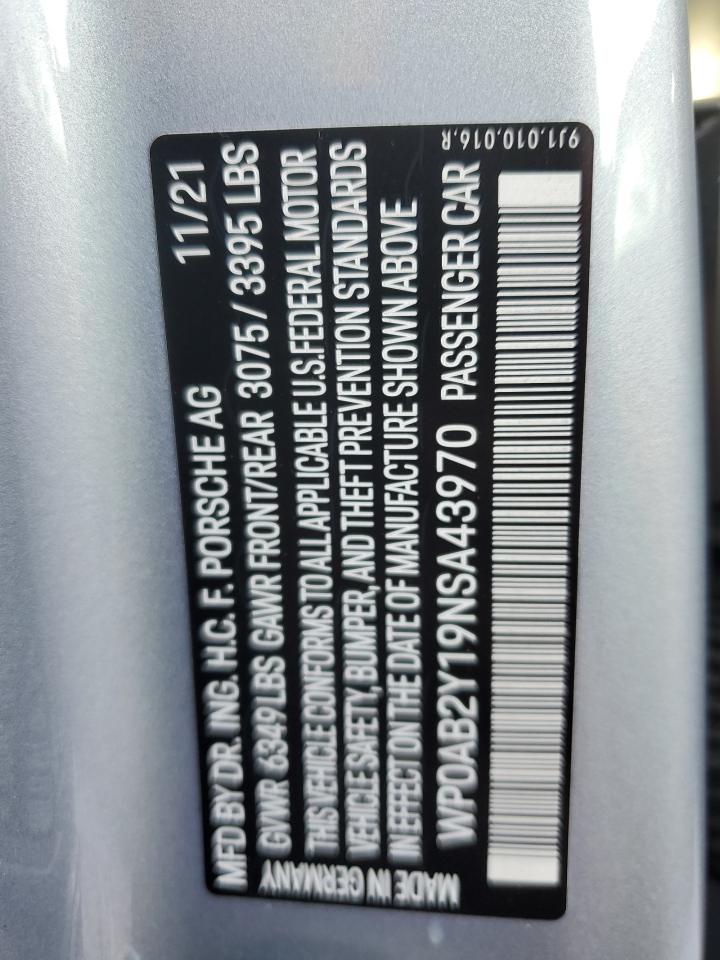 MFD BY DR. ING. H.C. F. PORSCHE AG 11/21
GVWR 6349 LBS GAWR FRONT/REAR 3075 / 3395 LBS
THIS VEHICLE CONFORMS TO ALL APPLICABLE U.S. FEDERAL MOTOR
VEHICLE SAFETY, BUMPER, AND THEFT PREVENTION STANDARDS
IN EFFECT ON THE DATE OF MANUFACTURE SHOWN ABOVE
WP0AB2Y19NSA43970 PASSENGER CAR
MADE IN GERMANY
9J1.010.016.R